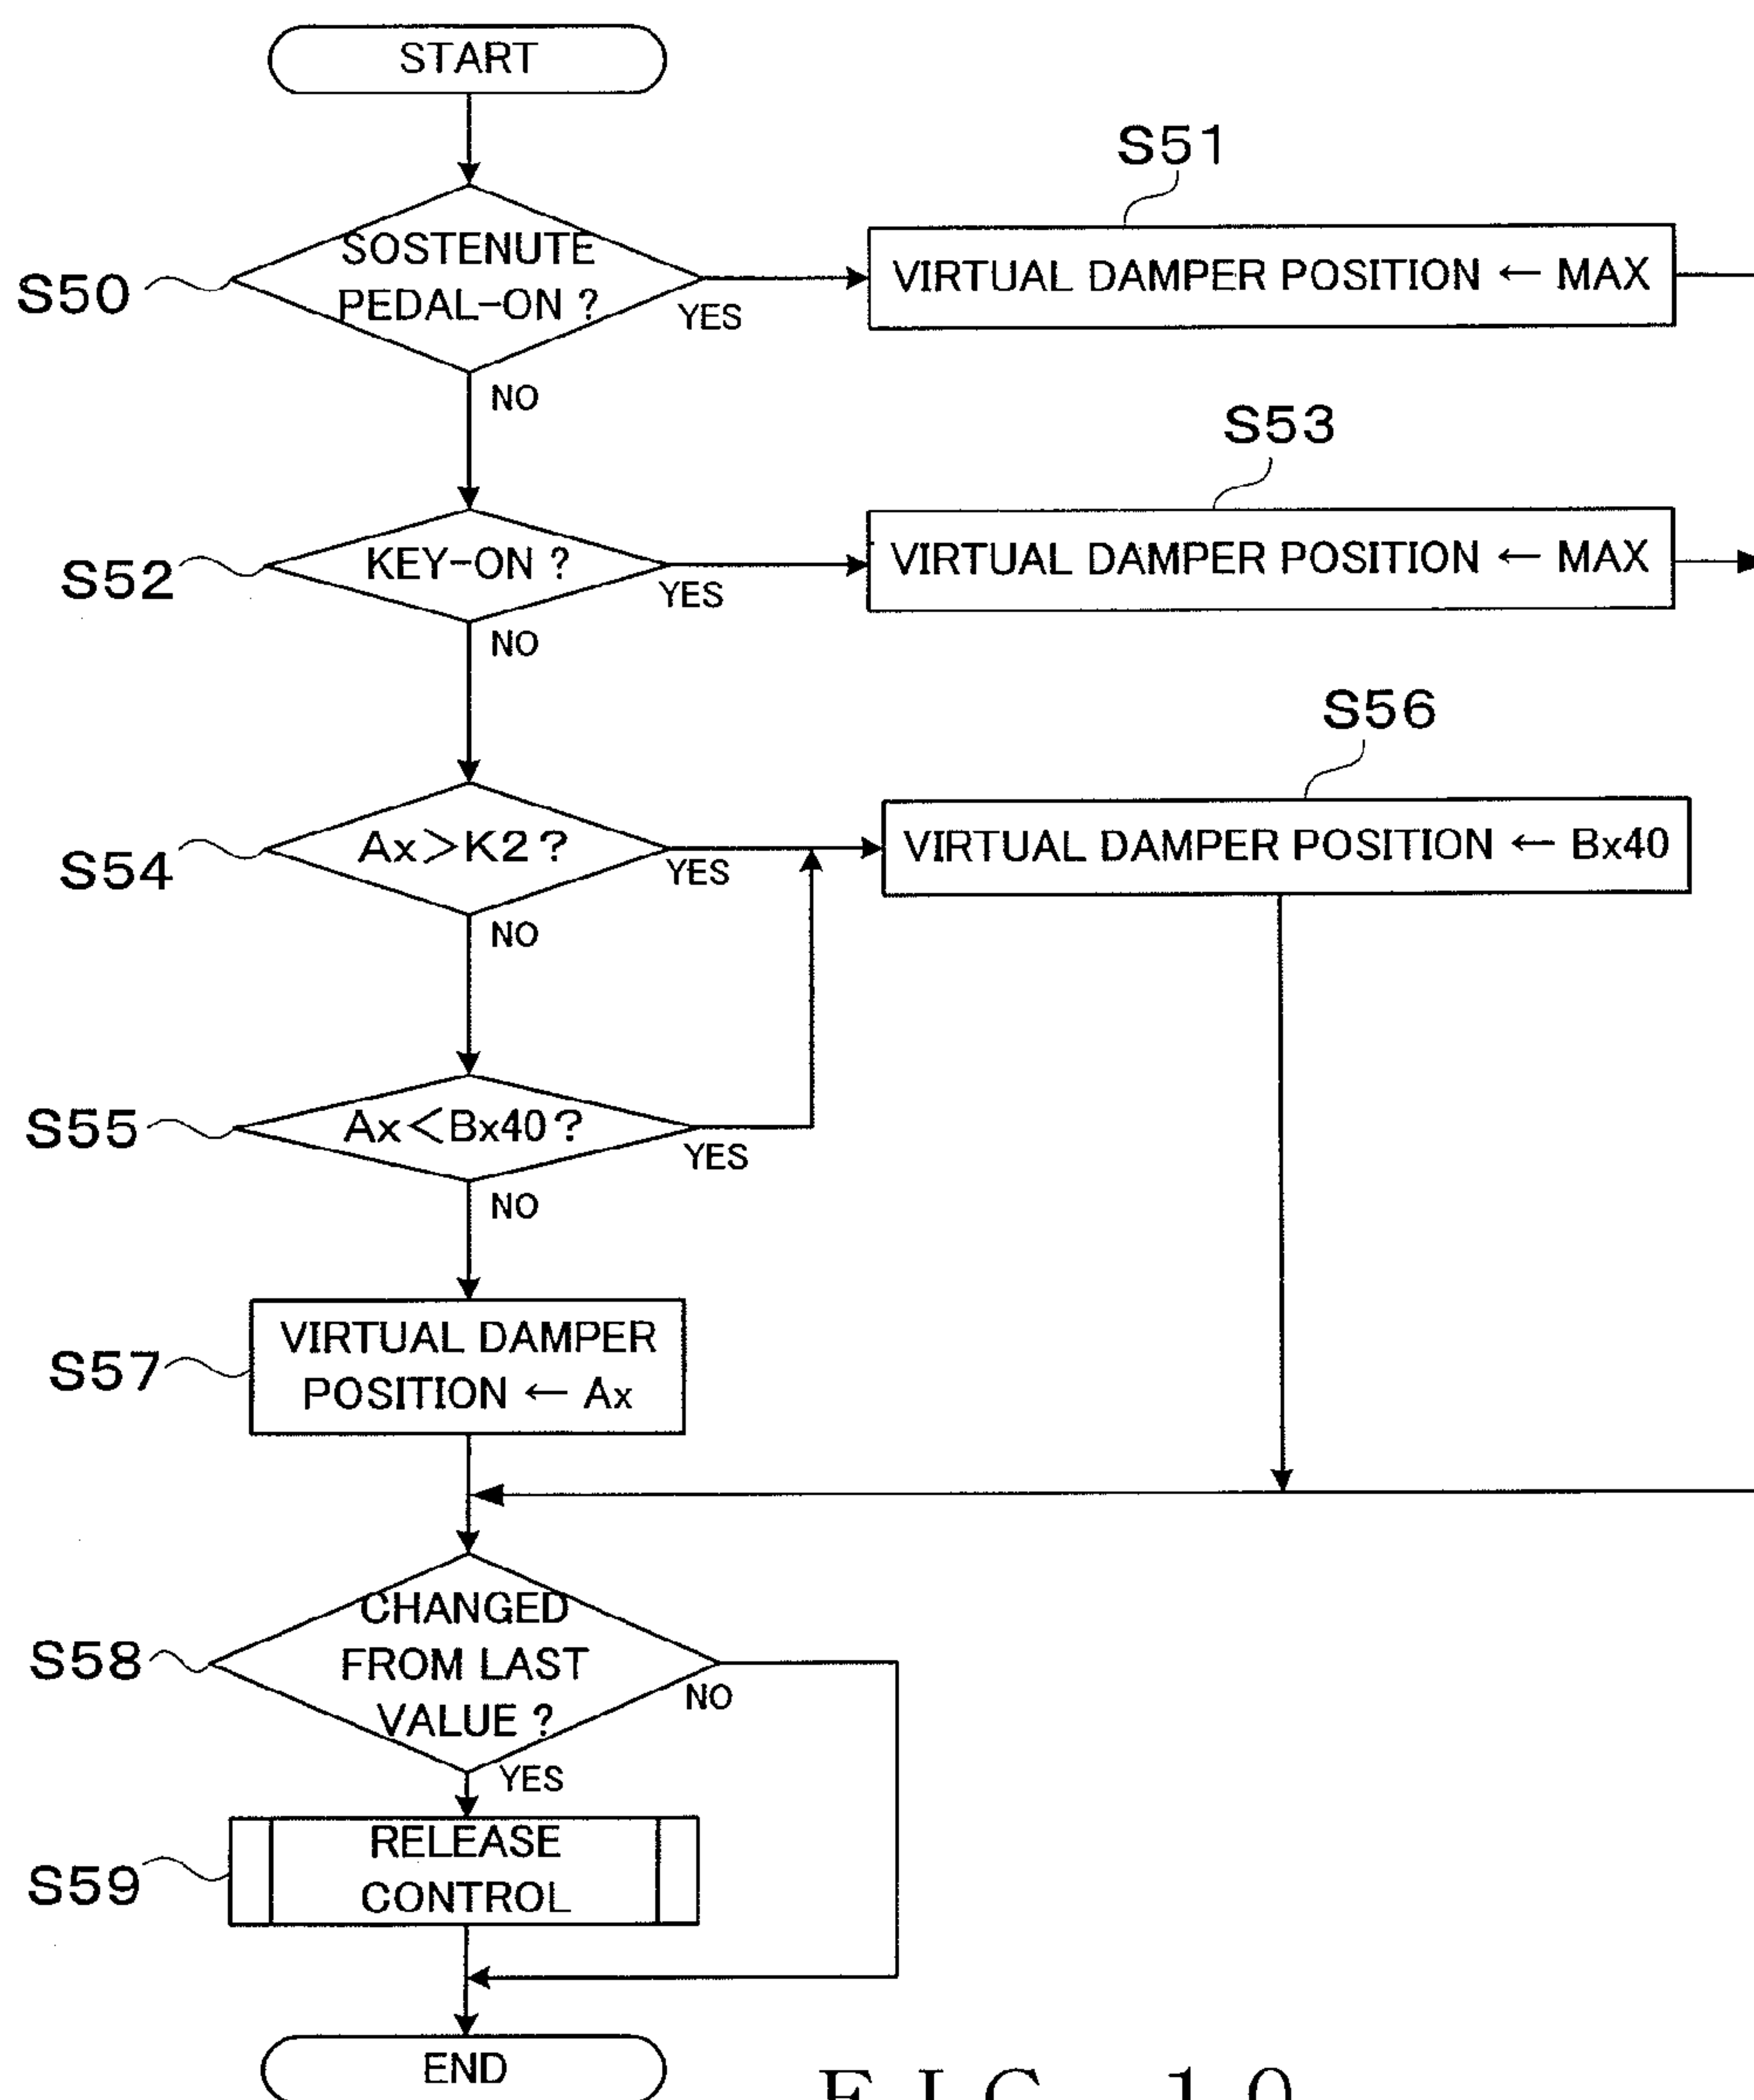 START
S51
SOSTENUTE
PEDAL-ON ?
S50
YES
VIRTUAL DAMPER POSITION ← MAX
NO
S53
KEY-ON ?
S52
YES
VIRTUAL DAMPER POSITION ← MAX
NO
S56
Ax>K2?
S54
YES
VIRTUAL DAMPER POSITION ← Bx40
NO
S55
Ax<Bx40?
YES
NO
S57
VIRTUAL DAMPER
POSITION ← Ax
S58
CHANGED
FROM LAST
VALUE ?
NO
YES
S59
RELEASE
CONTROL
END
FIG. 10